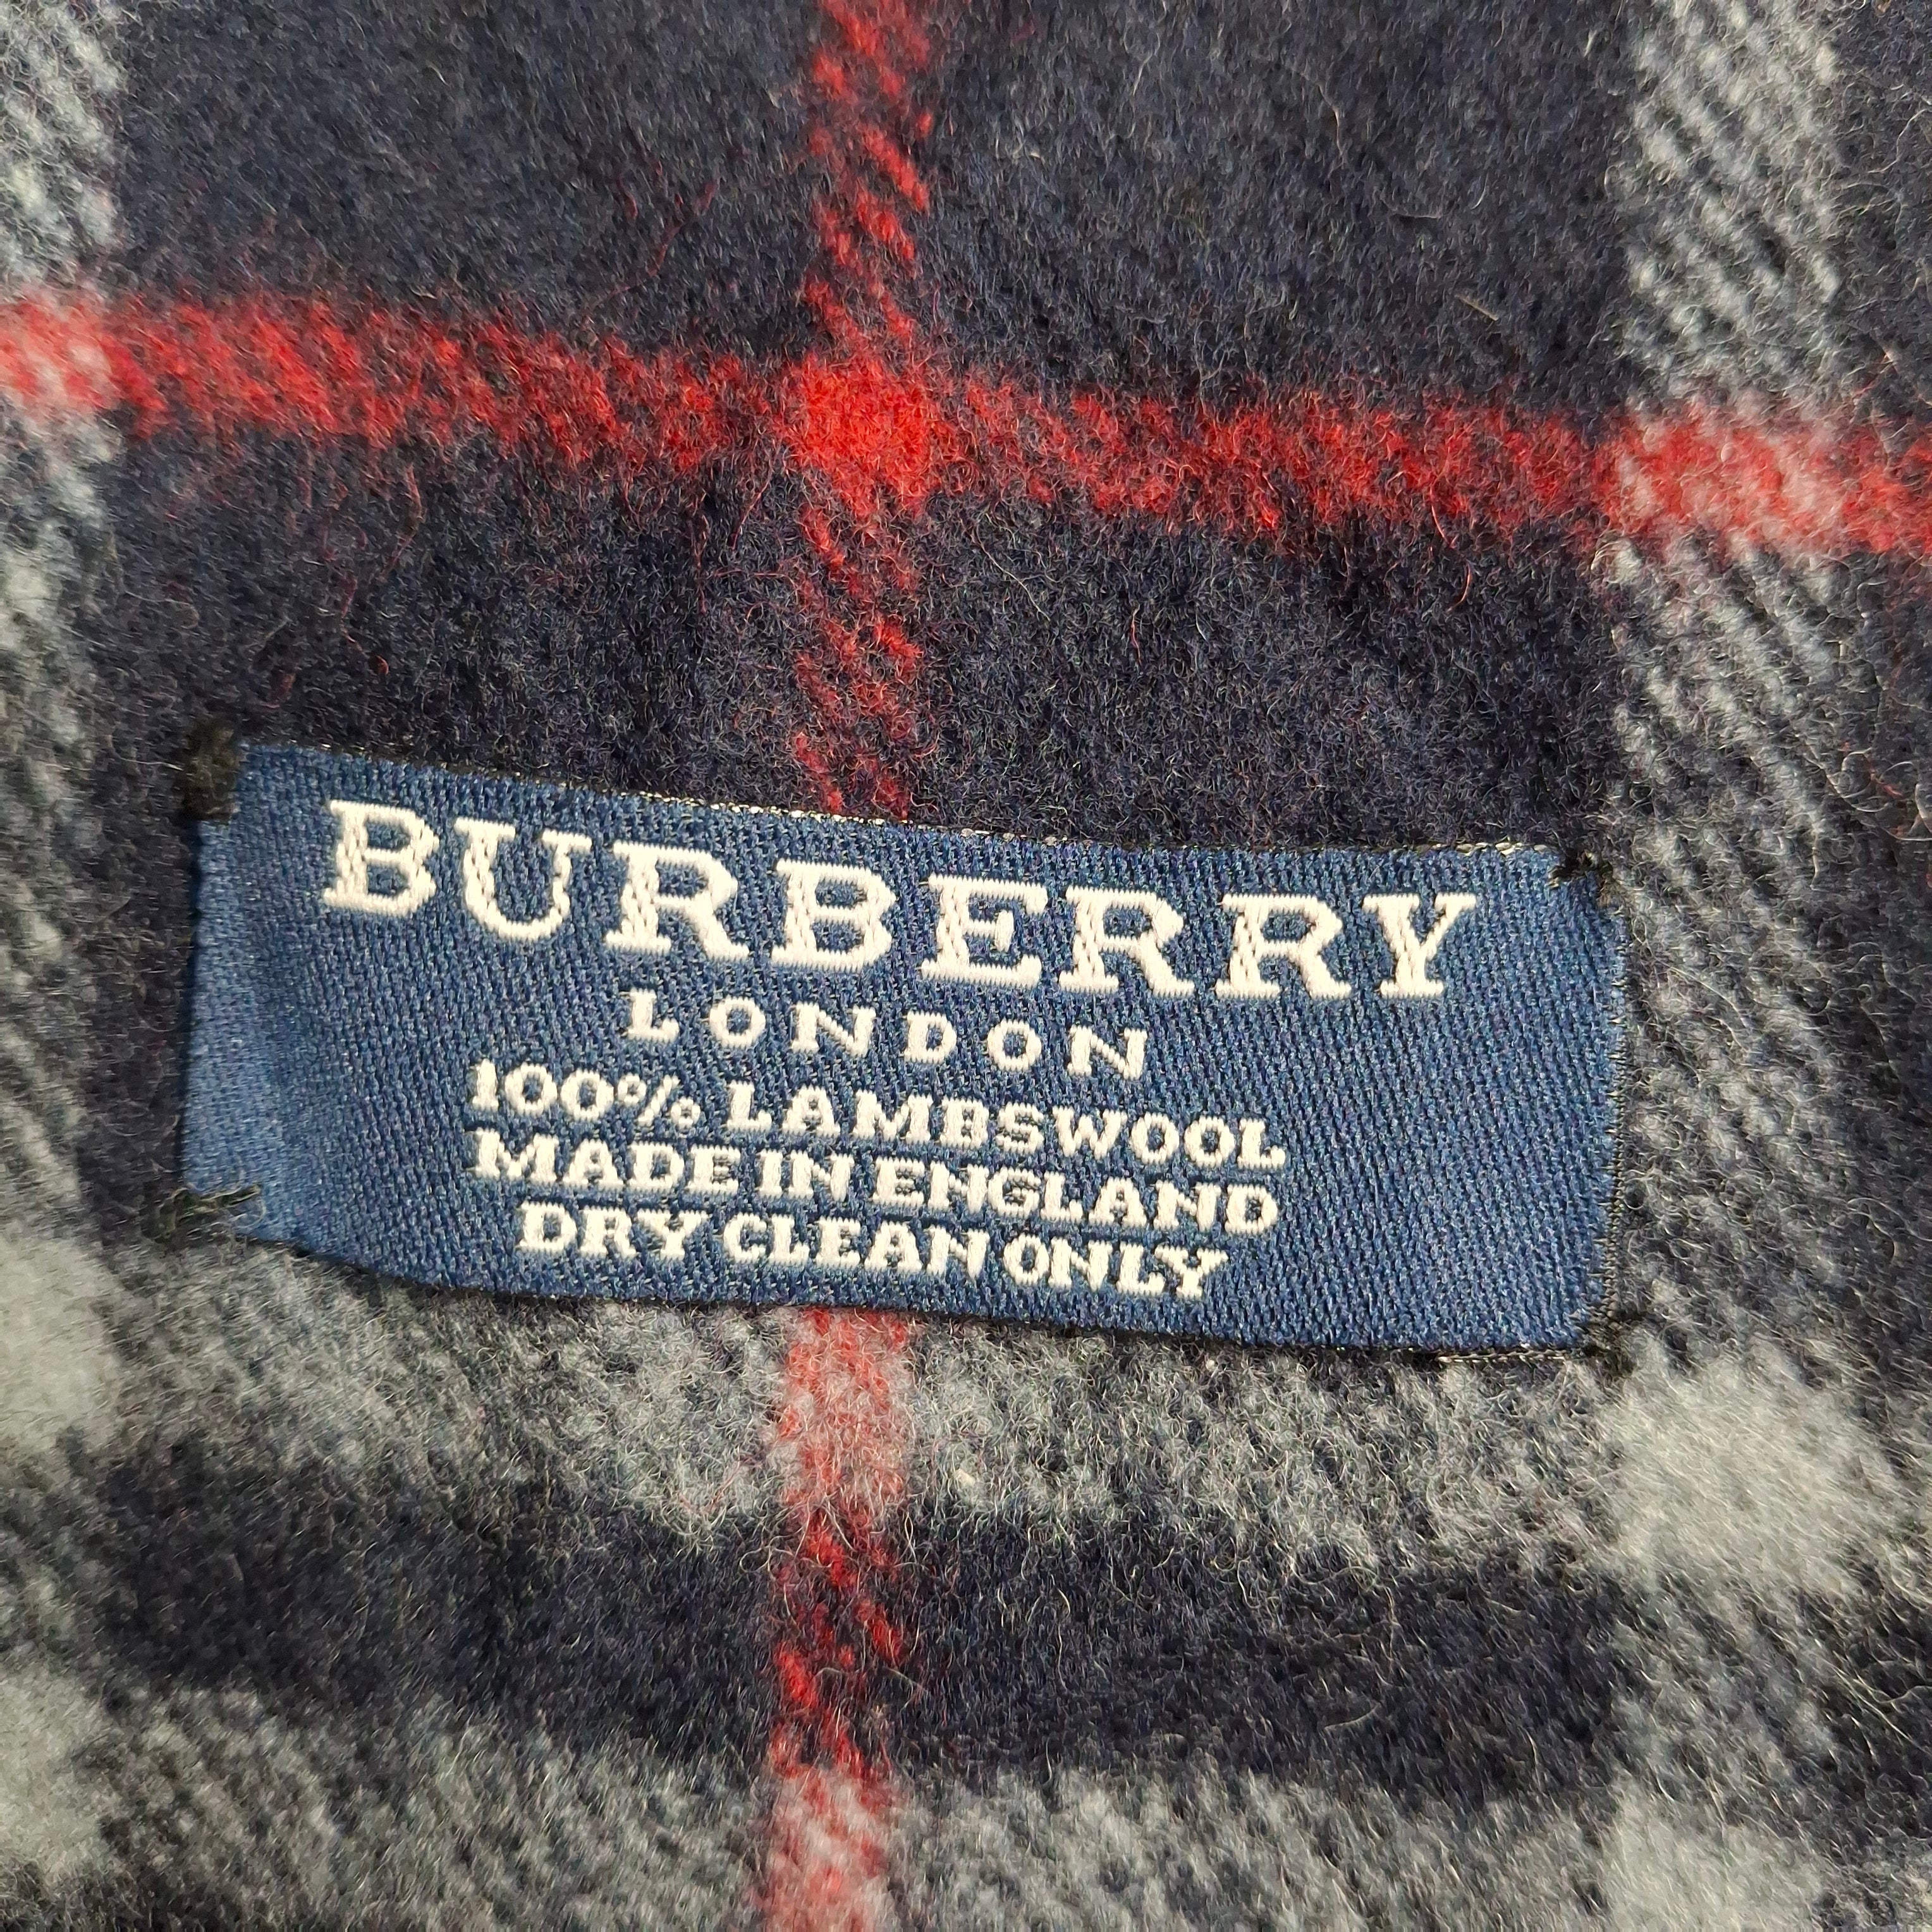 BURBERRY
LONDON
100% LAMBSWOOL
MADE IN ENGLAND
DRY CLEAN ONLY